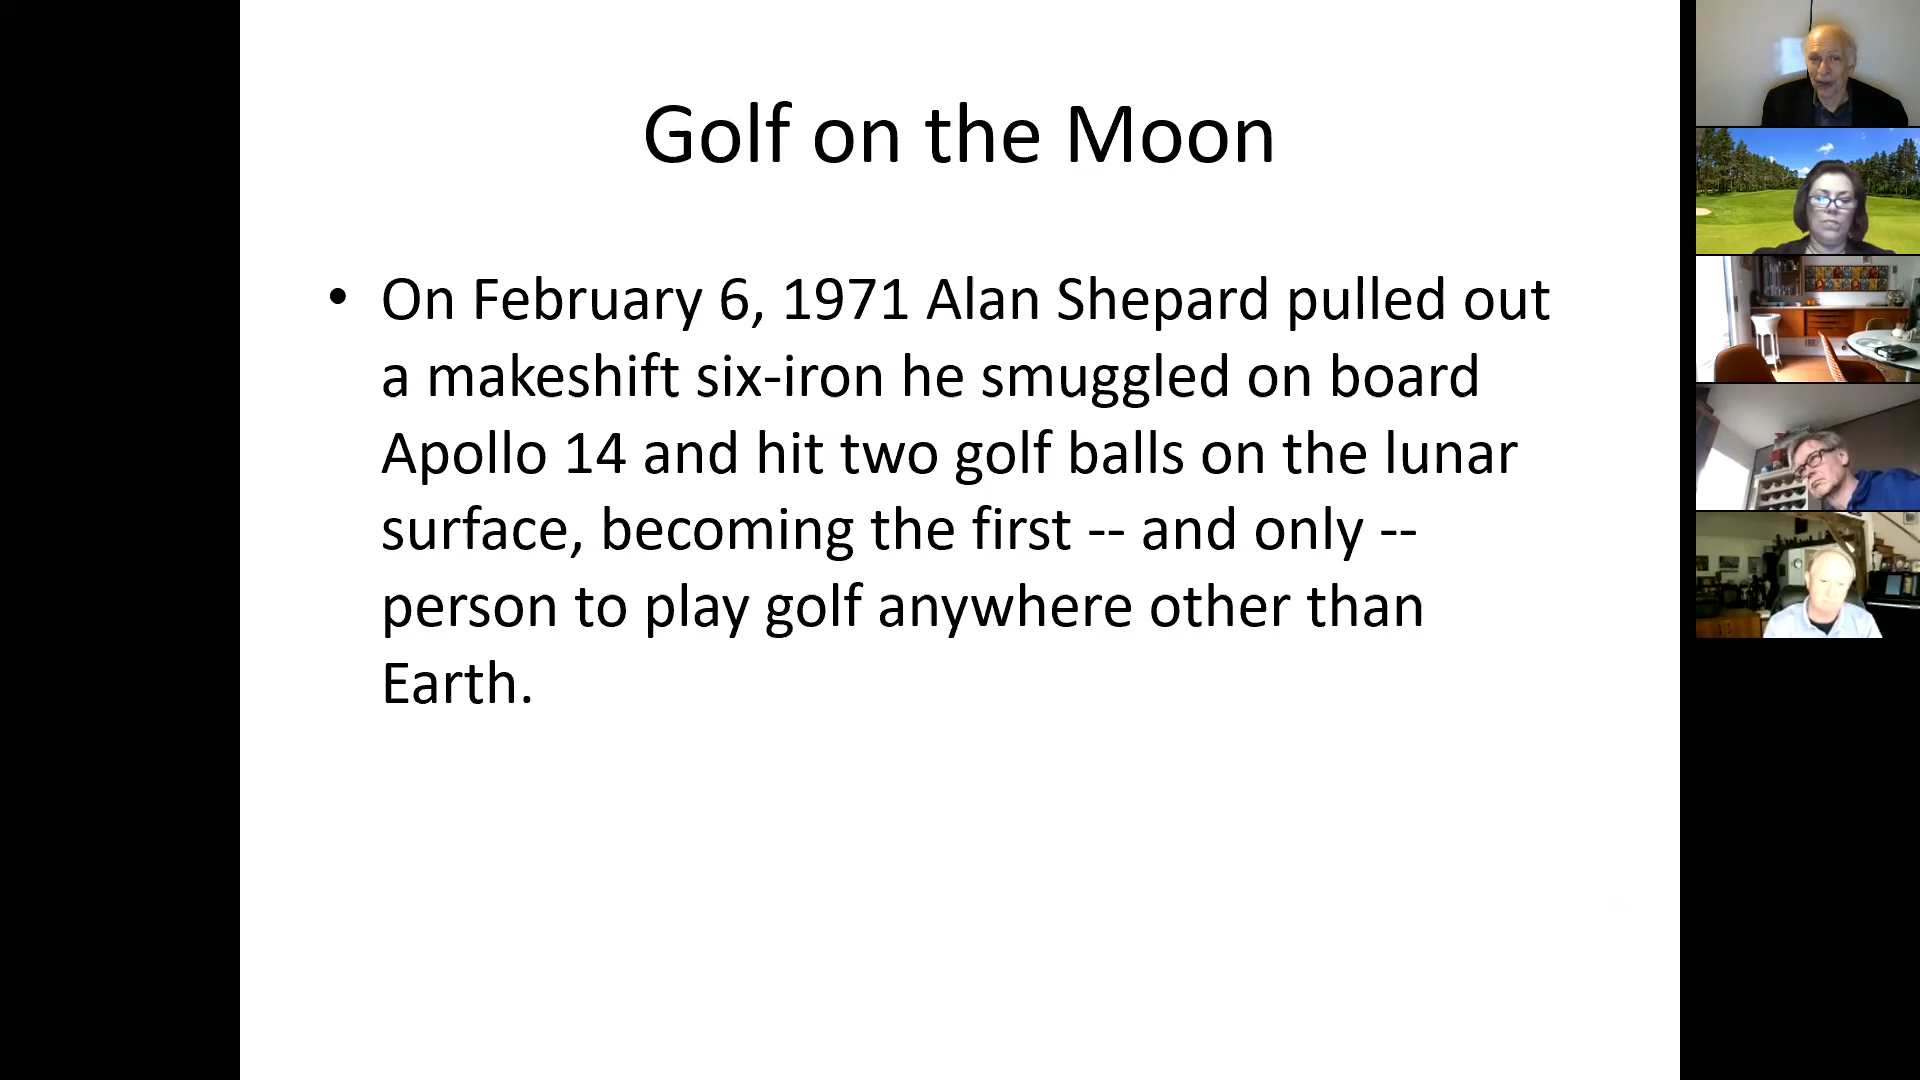 Golf on the Moon
• On February 6, 1971 Alan Shepard pulled out
a makeshift six-iron he smuggled on board
Apollo 14 and hit two golf balls on the lunar
surface, becoming the first -- and only --
person to play golf anywhere other than
Earth.